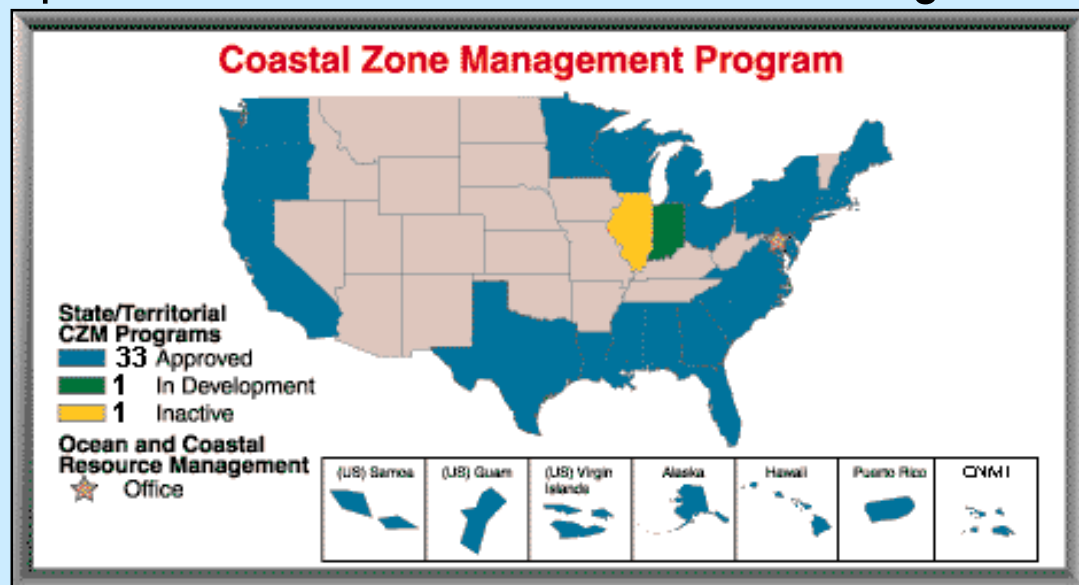 Coastal Zone Management Program
State/Territorial
CZM Programs
33 Approved
1 In Development
1 Inactive
Ocean and Coastal
Resource Management
Office
(US) Samoa
(US) Guam
(US) Virgin
Islands
Alaska
Hawaii
Puerto Rico
CNMI